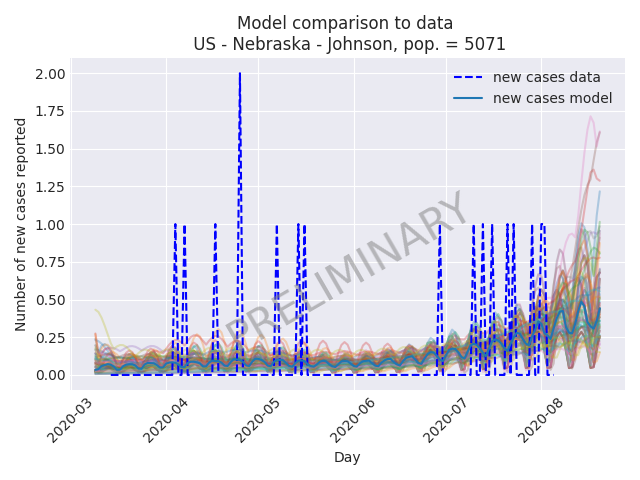 Model comparison to data
US - Nebraska - Johnson, pop. = 5071
new cases data
new cases model
2.00
1.75
1.50
1.25
1.00
0.75
0.50
0.25
0.00
Number of new cases reported
PRELIMINARY
2020-03
2020-04
2020-05
2020-06
2020-07
2020-08
Day